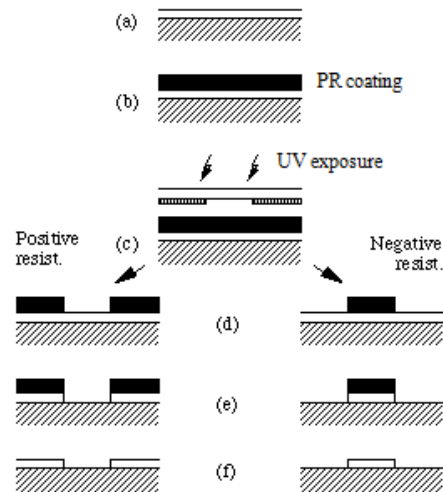 (a)
PR coating
(b)
UV exposure
Positive
resist.
(c)
Negative
resist.
(d)
(e)
(f)